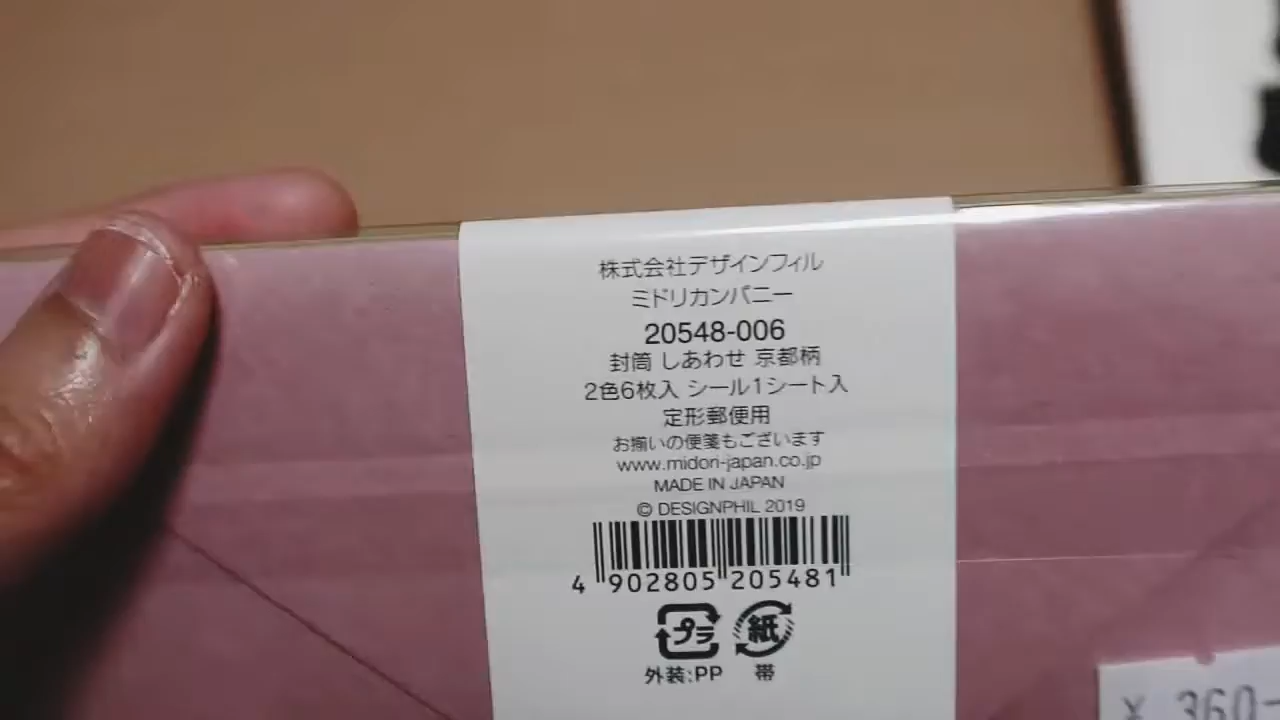 株式会社デザインフィル
ミドリカンパニー
20548-006
封筒 しあわせ 京都柄
2色6枚入 シール1シート入
定形郵便用
お揃いの便箋もございます
www.midori-japan.co.jp
MADE IN JAPAN
© DESIGNPHIL 2019
4 902805 205481
プラ 紙
外装:PP 帯
¥ 360-